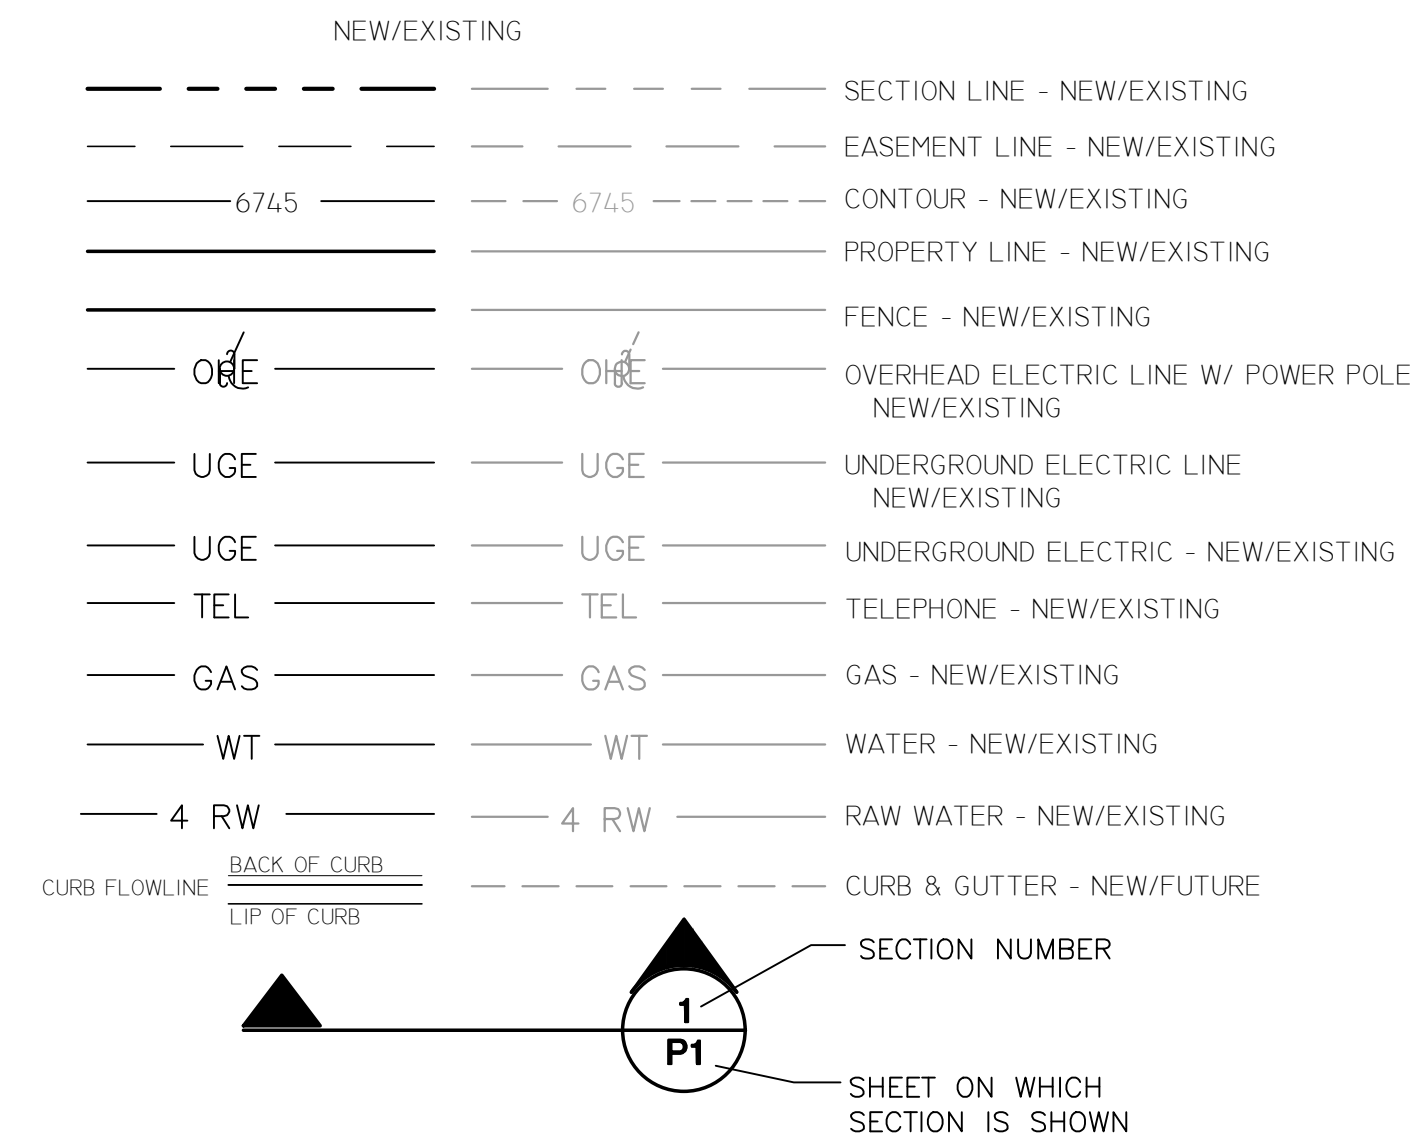 NEW/EXISTING
SECTION LINE - NEW/EXISTING
EASEMENT LINE - NEW/EXISTING
6745 6745 CONTOUR - NEW/EXISTING
PROPERTY LINE - NEW/EXISTING
FENCE - NEW/EXISTING
OHE OHE OVERHEAD ELECTRIC LINE W/ POWER POLE
NEW/EXISTING
UGE UGE UNDERGROUND ELECTRIC LINE
NEW/EXISTING
UGE UGE UNDERGROUND ELECTRIC - NEW/EXISTING
TEL TEL TELEPHONE - NEW/EXISTING
GAS GAS GAS - NEW/EXISTING
WT WT WATER - NEW/EXISTING
4 RW 4 RW RAW WATER - NEW/EXISTING
BACK OF CURB
CURB FLOWLINE CURB & GUTTER - NEW/FUTURE
LIP OF CURB
SECTION NUMBER
1
P1
SHEET ON WHICH
SECTION IS SHOWN